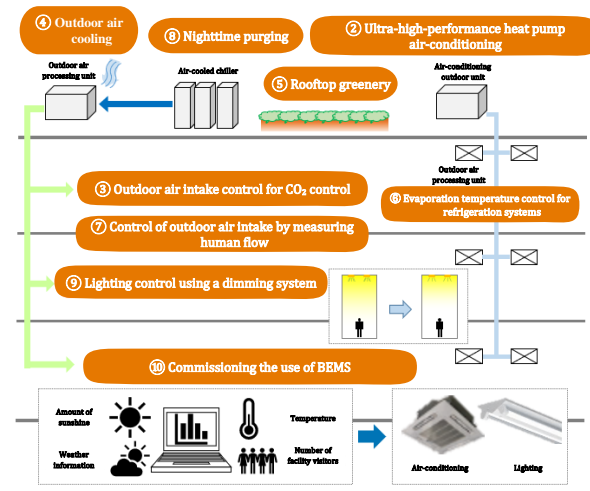 ④ Outdoor air
cooling
⑧ Nighttime purging
② Ultra-high-performance heat pump
air-conditioning
Outdoor air
processing unit
Air-cooled chiller
⑤ Rooftop greenery
Air-conditioning
outdoor unit
Outdoor air
processing unit
③ Outdoor air intake control for CO₂ control
⑥ Evaporation temperature control for
refrigeration systems
⑦ Control of outdoor air intake by measuring
human flow
⑨ Lighting control using a dimming system
⑩ Commissioning the use of BEMS
Amount of
sunshine
Temperature
Weather
information
Number of
facility visitors
Air-conditioning
Lighting